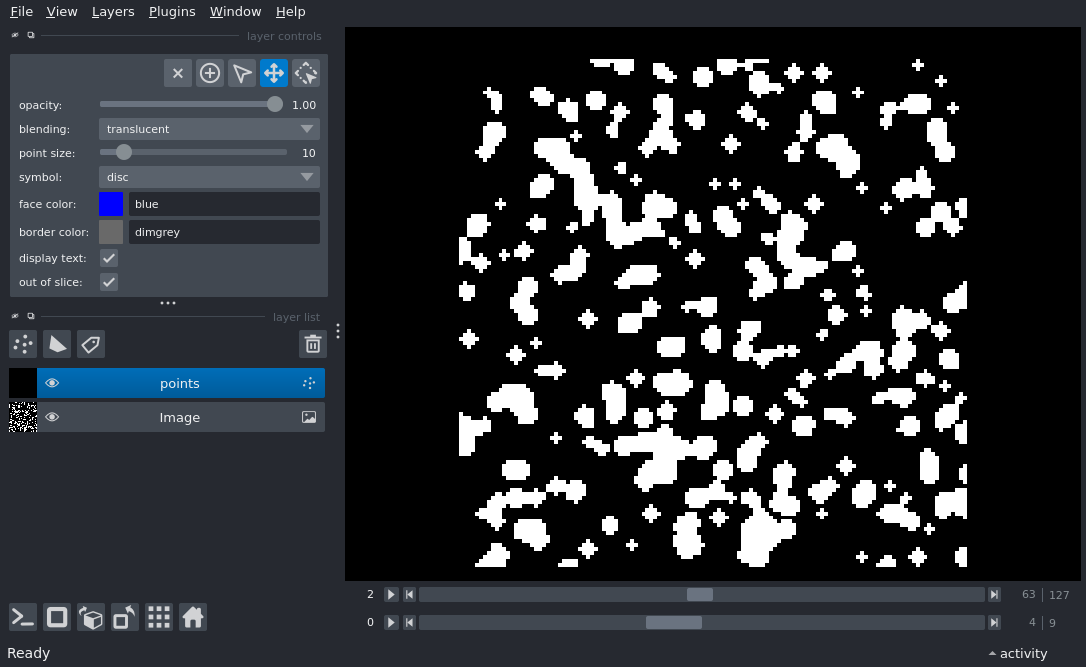 File View Layers Plugins Window Help
layer controls
opacity: 1.00
blending: translucent
point size: 10
symbol: disc
face color: blue
border color: dimgrey
display text:
out of slice:
layer list
points
Image
2 63 127
0 4 9
Ready activity